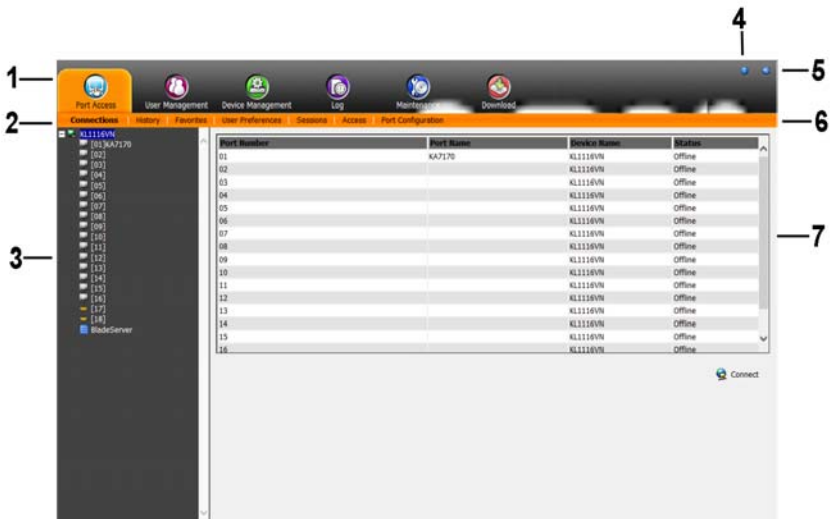 4
1
5
Port Access User Management Device Management Log Maintenance Download
2
Connections History Favorites User Preferences Sessions Access Port Configuration
6
KL1116VN
[01]KA7170
[02]
[03]
[04]
[05]
[06]
[07]
[08]
[09]
[10]
[11]
[12]
[13]
[14]
[15]
[16]
[17]
[18]
BladeServer
3
Port Number Port Name Device Name Status
01 KA7170 KL1116VN Offline
02 KL1116VN Offline
03 KL1116VN Offline
04 KL1116VN Offline
05 KL1116VN Offline
06 KL1116VN Offline
07 KL1116VN Offline
08 KL1116VN Offline
09 KL1116VN Offline
10 KL1116VN Offline
11 KL1116VN Offline
12 KL1116VN Offline
13 KL1116VN Offline
14 KL1116VN Offline
15 KL1116VN Offline
16 KL1116VN Offline
7
Connect